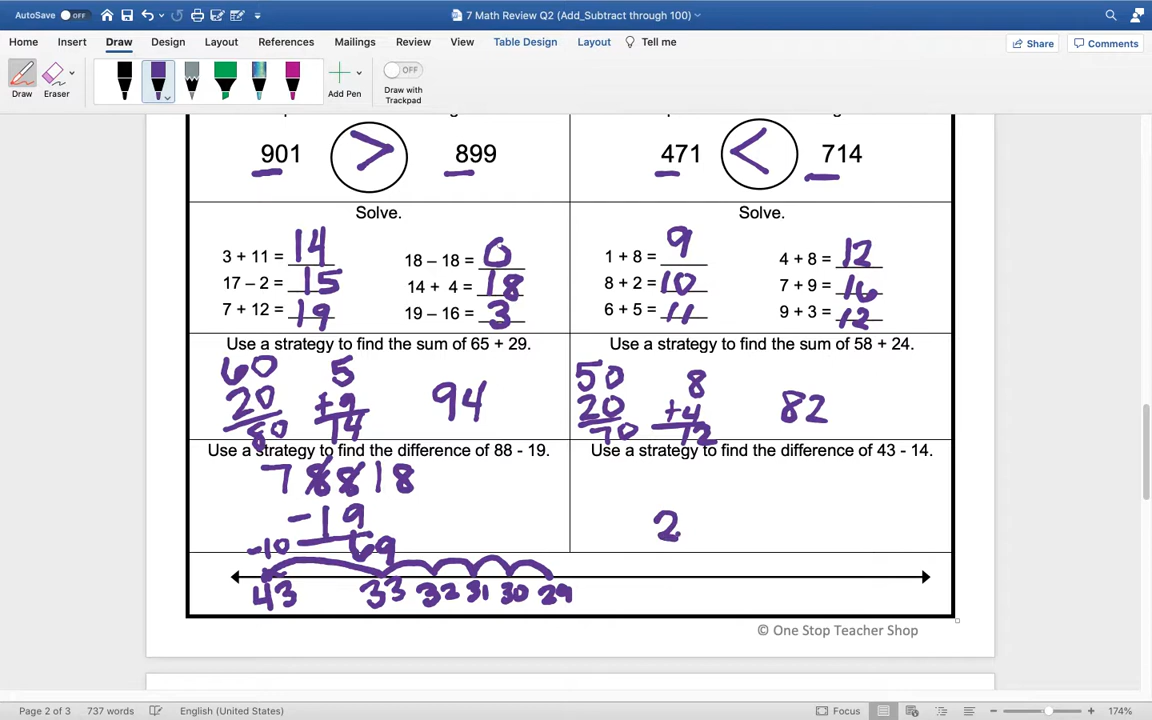 AutoSave OFF 7 Math Review Q2 (Add_Subtract through 100)
Home Insert Draw Design Layout References Mailings Review View Table Design Layout Tell me Share Comments
OFF
Draw Eraser Add Pen Draw with Trackpad
901 > 899 471 < 714
Solve. Solve.
3 + 11 = 14 18 – 18 = 0 1 + 8 = 9 4 + 8 = 12
17 – 2 = 15 14 + 4 = 18 8 + 2 = 10 7 + 9 = 16
7 + 12 = 19 19 – 16 = 3 6 + 5 = 11 9 + 3 = 12
Use a strategy to find the sum of 65 + 29. Use a strategy to find the sum of 58 + 24.
60 5 50 8
20 + 9 94 20 + 4 82
80 14 70 12
Use a strategy to find the difference of 88 - 19. Use a strategy to find the difference of 43 - 14.
7 8 8 18
- 19 2
-10 69
43 33 32 31 30 29
© One Stop Teacher Shop
Page 2 of 3 737 words English (United States) Focus 174%